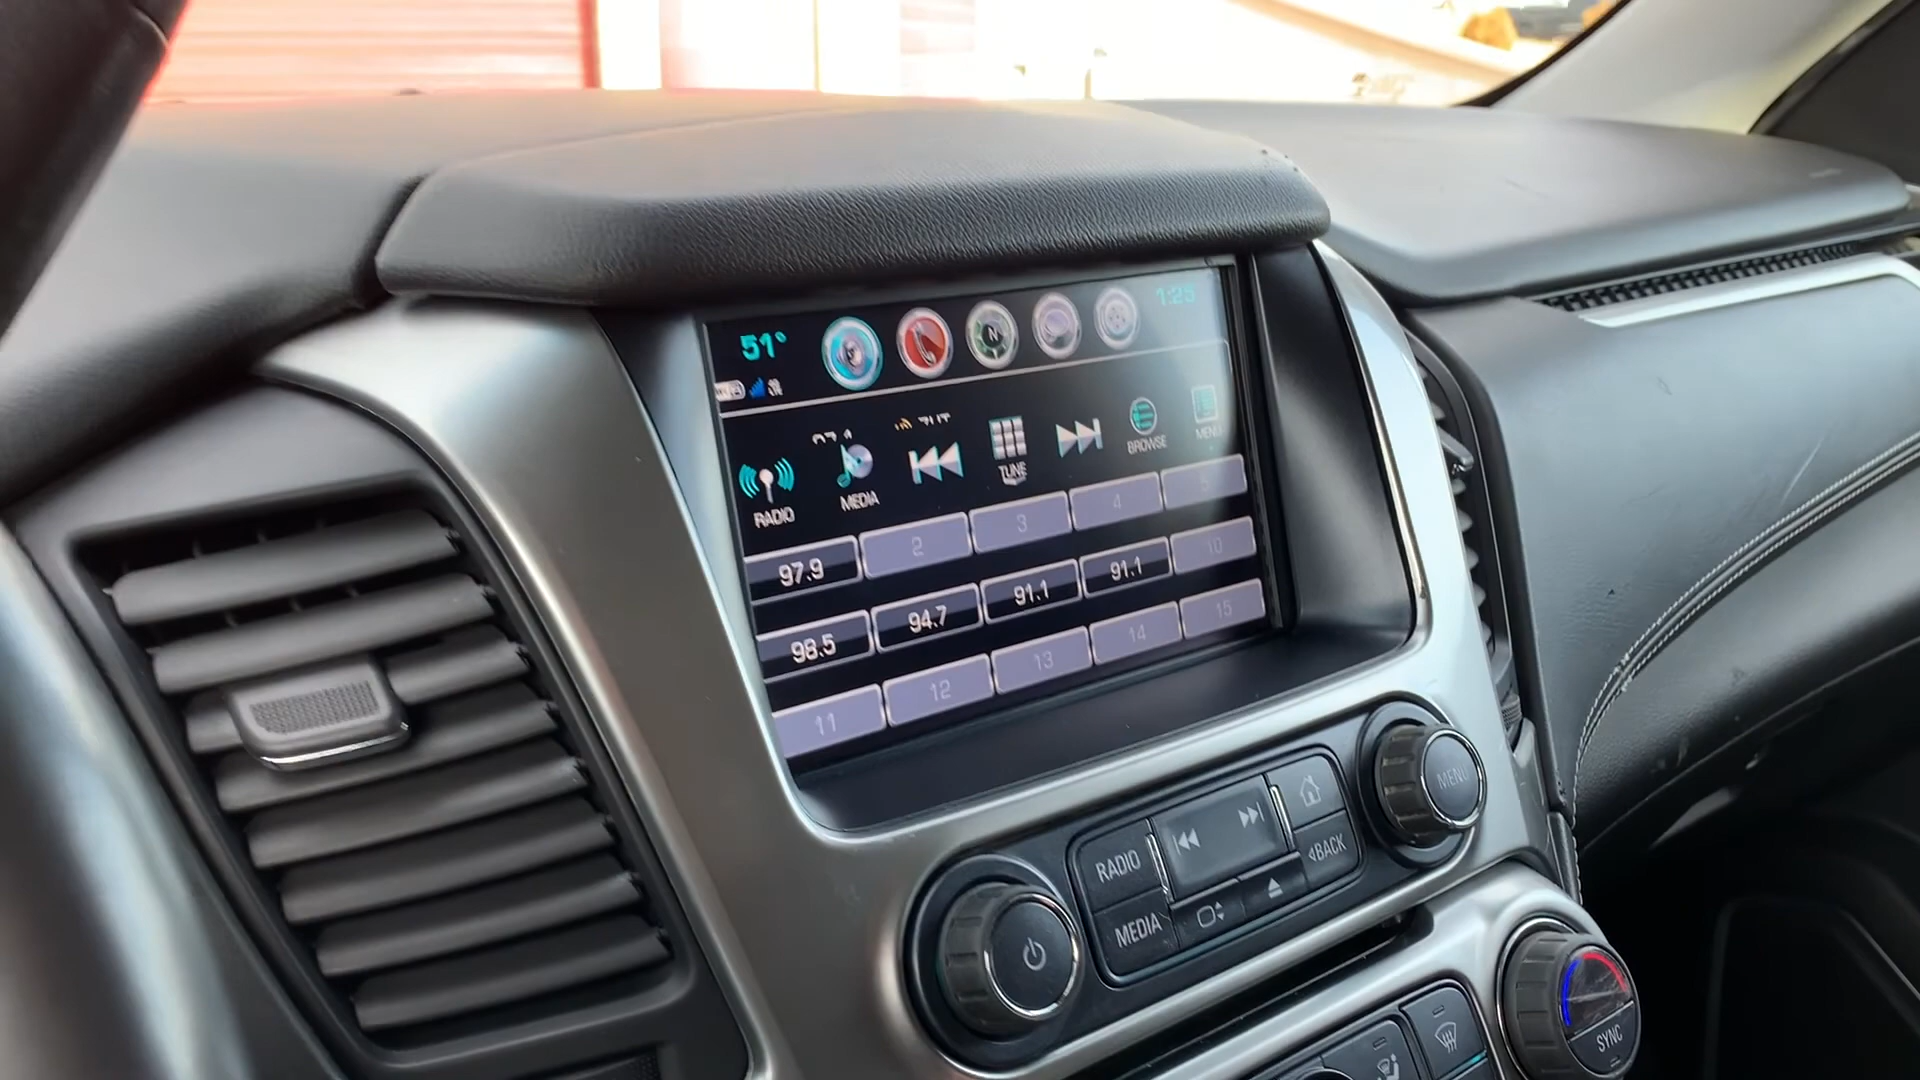 51° N 1:25
RADIO MEDIA TUNE BROWSE MENU
97.9 2 3 4 5
98.5 94.7 91.1 91.1 10
11 12 13 14 15
RADIO MENU
MEDIA BACK
SYNC